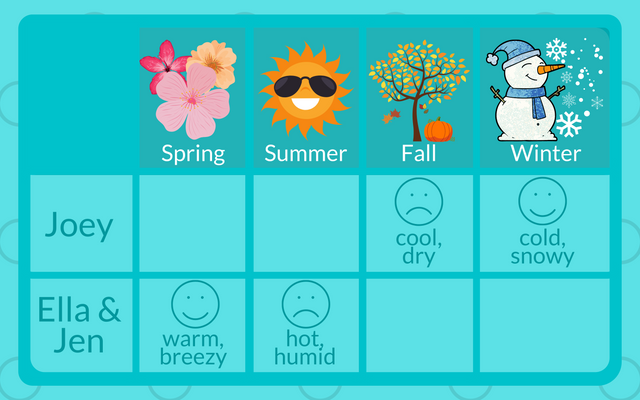 Spring Summer Fall Winter
Joey
cool,
dry
cold,
snowy
Ella &
Jen
warm,
breezy
hot,
humid